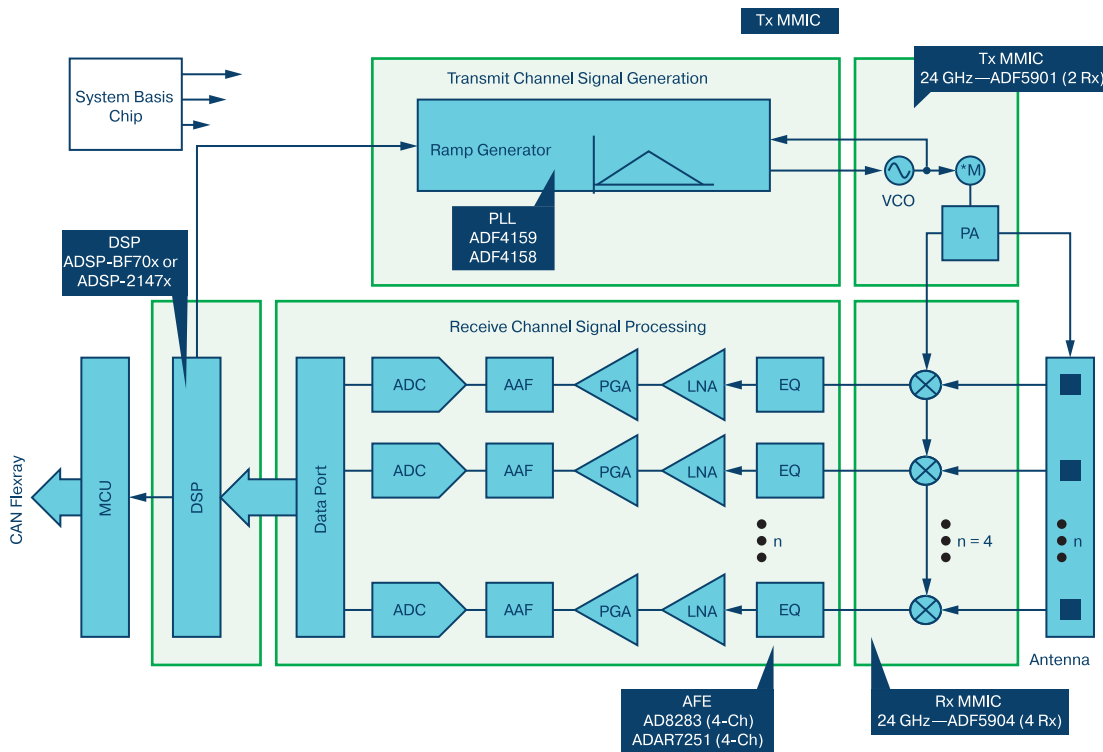 Tx MMIC
System Basis
Chip
Transmit Channel Signal Generation
Tx MMIC
24 GHz—ADF5901 (2 Rx)
Ramp Generator
*M
VCO
PLL
ADF4159
ADF4158
PA
DSP
ADSP-BF70x or
ADSP-2147x
Receive Channel Signal Processing
ADC
AAF
PGA
LNA
EQ
ADC
AAF
PGA
LNA
EQ
CAN Flexray
MCU
DSP
Data Port
n
n = 4
n
ADC
AAF
PGA
LNA
EQ
Antenna
AFE
AD8283 (4-Ch)
ADAR7251 (4-Ch)
Rx MMIC
24 GHz—ADF5904 (4 Rx)